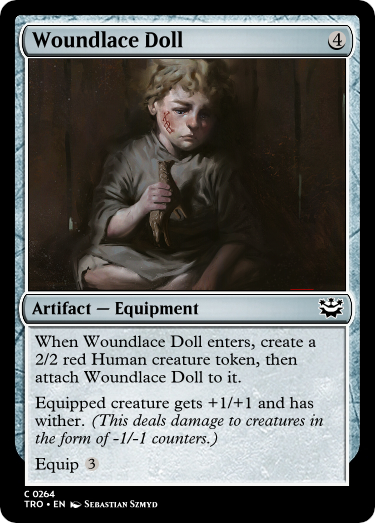 Woundlace Doll 4
Artifact — Equipment
When Woundlace Doll enters, create a
2/2 red Human creature token, then
attach Woundlace Doll to it.
Equipped creature gets +1/+1 and has
wither. (This deals damage to creatures in
the form of -1/-1 counters.)
Equip 3
C 0264
TRO • EN Sebastian Szmyd